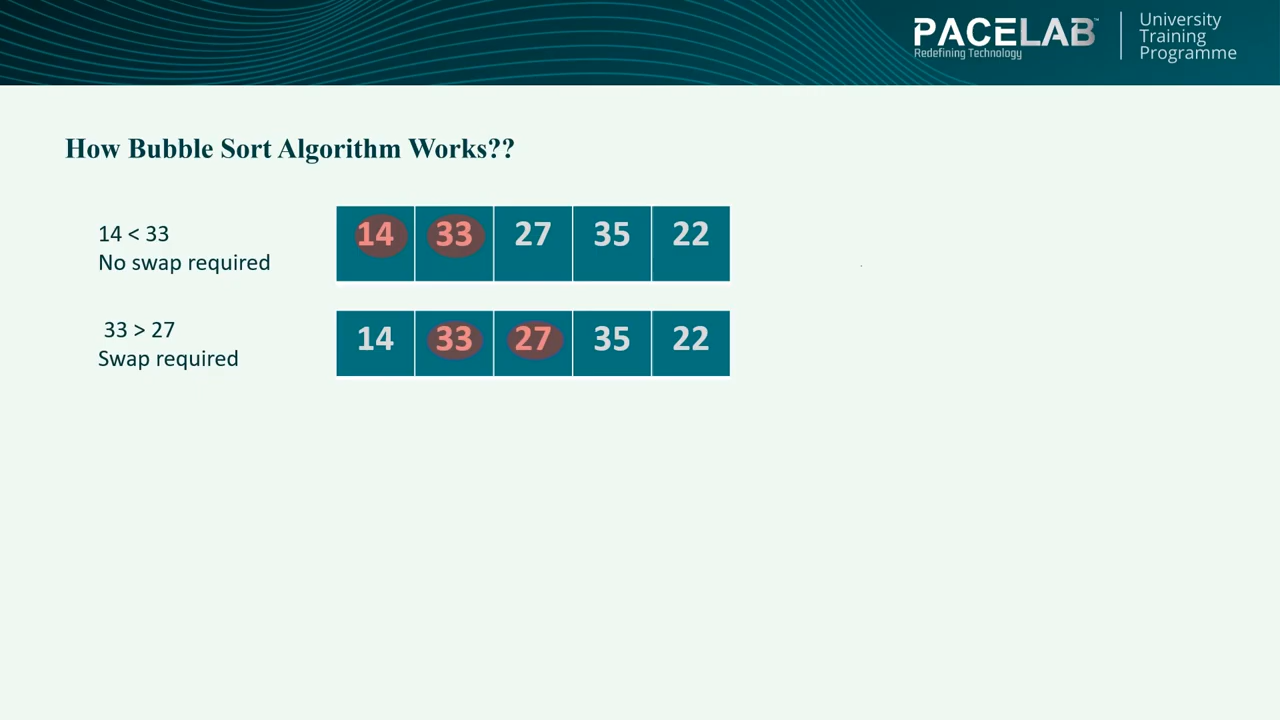 PACELAB™
Redefining Technology
University
Training
Programme
How Bubble Sort Algorithm Works??
14 < 33
No swap required
14 33 27 35 22
33 > 27
Swap required
14 33 27 35 22